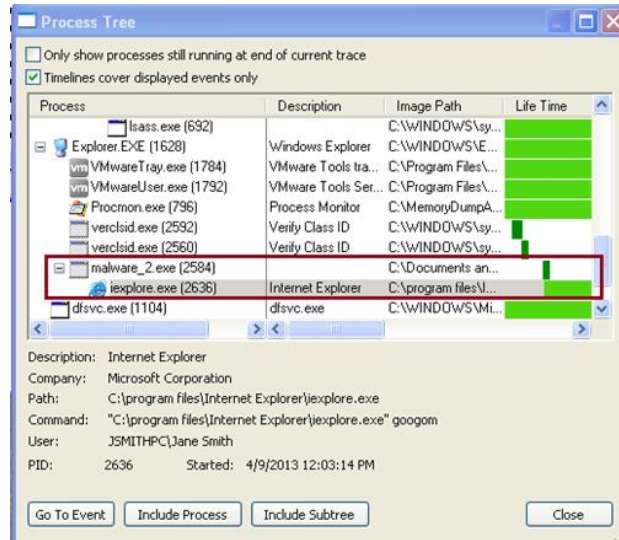 Process Tree
Only show processes still running at end of current trace
Timelines cover displayed events only
Process Description Image Path Life Time
lsass.exe (692) C:\WINDOWS\sy...
Explorer.EXE (1628) Windows Explorer C:\WINDOWS\E...
vm VMwareTray.exe (1784) VMware Tools tra... C:\Program Files\...
vm VMwareUser.exe (1792) VMware Tools Ser... C:\Program Files\...
Procmon.exe (796) Process Monitor C:\MemoryDumpA...
verclsid.exe (2592) Verify Class ID C:\WINDOWS\sy...
verclsid.exe (2560) Verify Class ID C:\WINDOWS\sy...
malware_2.exe (2584) C:\Documents an...
iexplore.exe (2636) Internet Explorer C:\program files\I...
dfsvc.exe (1104) dfsvc.exe C:\WINDOWS\Mi...
Description: Internet Explorer
Company: Microsoft Corporation
Path: C:\program files\Internet Explorer\iexplore.exe
Command: "C:\program files\Internet Explorer\iexplore.exe" googom
User: JSMITHPC\Jane Smith
PID: 2636 Started: 4/9/2013 12:03:14 PM
Go To Event Include Process Include Subtree Close